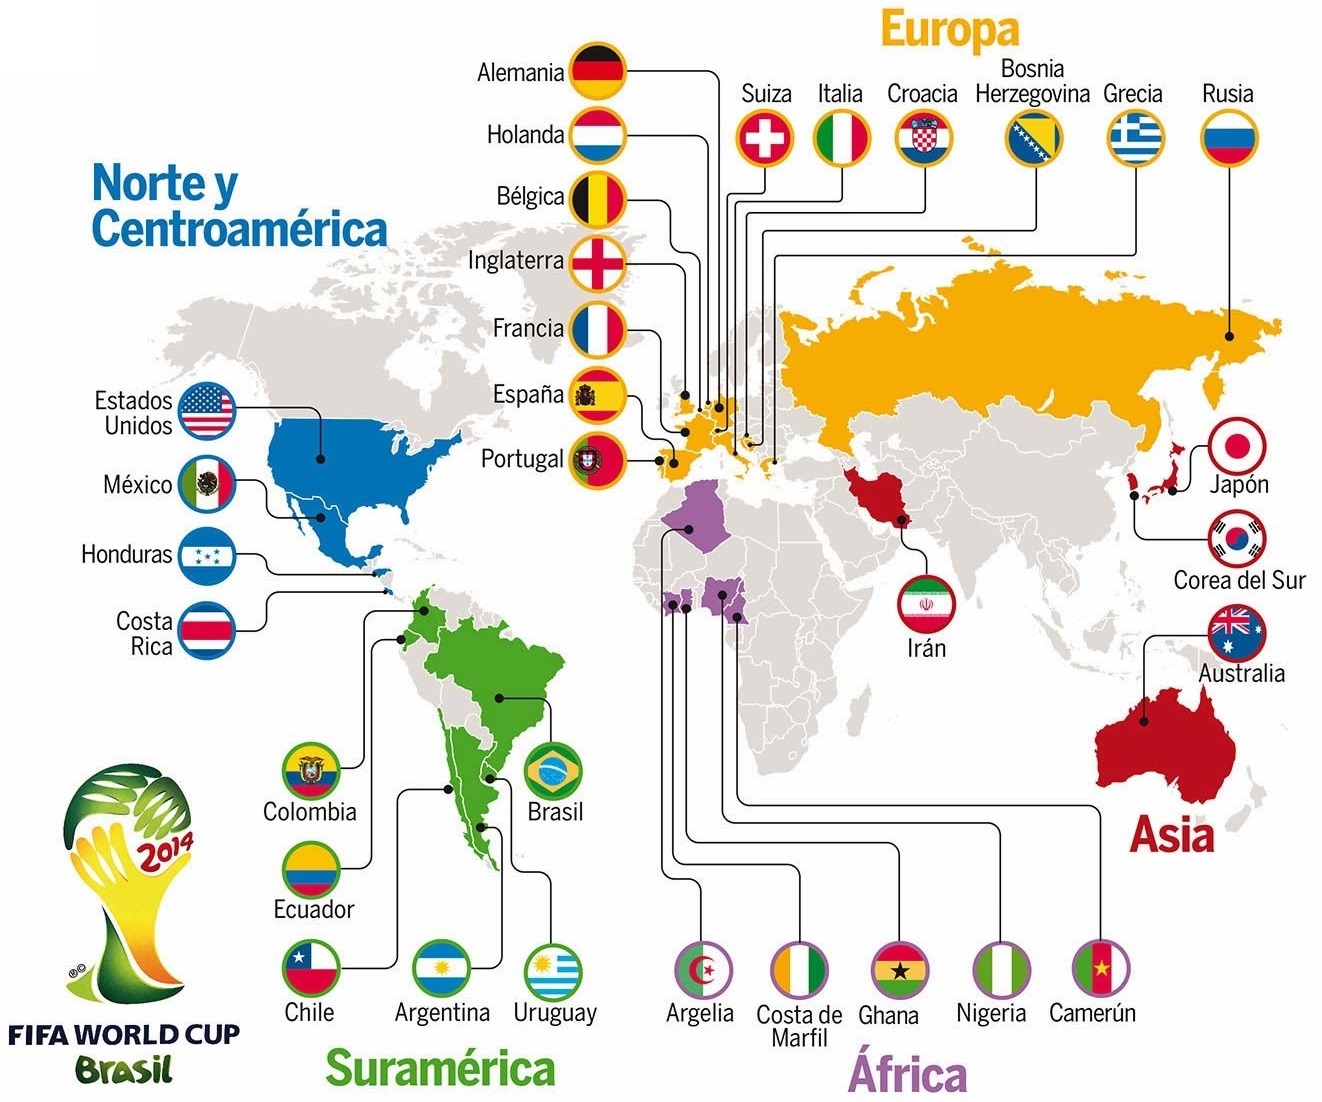 Europa
Alemania
Holanda
Bélgica
Inglaterra
Francia
España
Portugal
Suiza
Italia
Croacia
Bosnia
Herzegovina
Grecia
Rusia
Norte y
Centroamérica
Estados
Unidos
México
Honduras
Costa
Rica
Japón
Corea del Sur
Irán
Australia
Asia
Colombia
Ecuador
Chile
Argentina
Uruguay
Brasil
Suramérica
Argelia
Costa de
Marfil
Ghana
Nigeria
Camerún
África
2014
®©
FIFA WORLD CUP
Brasil